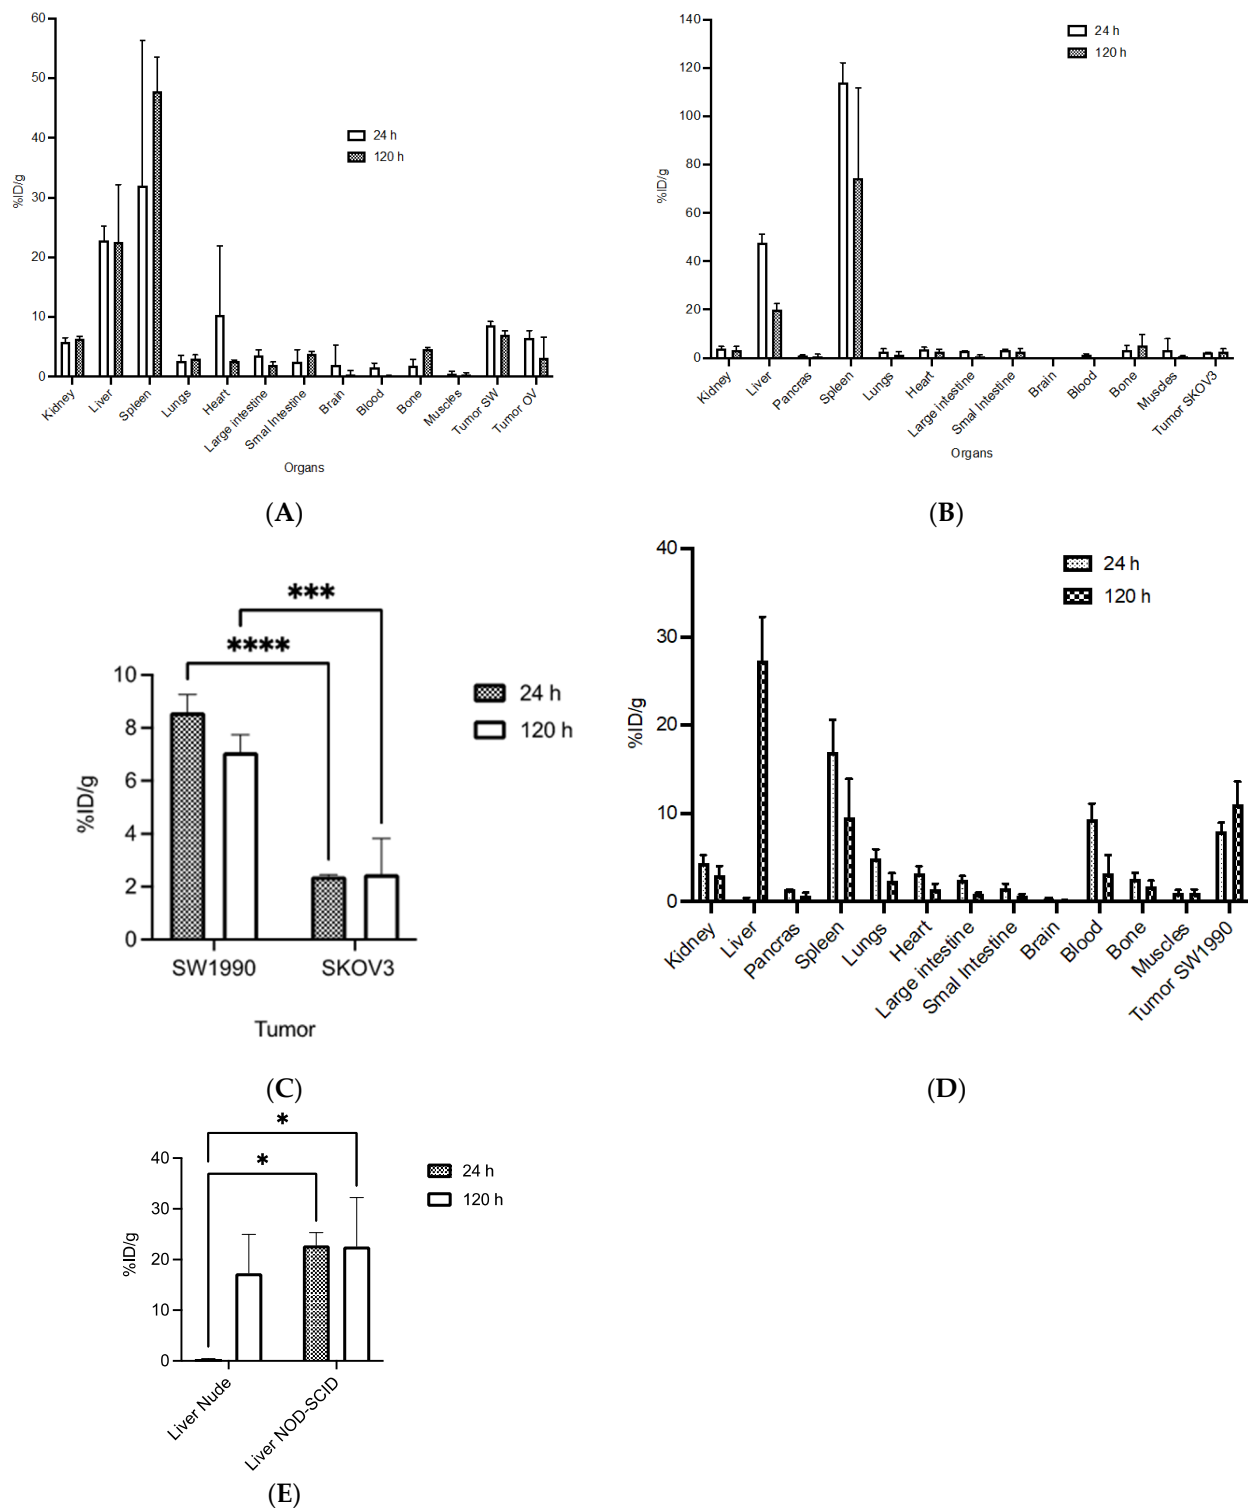 60
50
40
30
20
10
0
%ID/g
24 h
120 h
Kidney
Liver
Spleen
Lungs
Heart
Large intestine
Smal Intestine
Brain
Blood
Bone
Muscles
Tumor SW
Tumor OV
Organs
(A)
140
120
100
80
60
40
20
0
%ID/g
24 h
120 h
Kidney
Liver
Pancras
Spleen
Lungs
Heart
Large intestine
Smal Intestine
Brain
Blood
Bone
Muscles
Tumor SKOV3
Organs
(B)
***
****
10
8
6
4
2
0
%ID/g
24 h
120 h
SW1990
SKOV3
Tumor
(C)
40
30
20
10
0
%ID/g
24 h
120 h
Kidney
Liver
Pancras
Spleen
Lungs
Heart
Large intestine
Smal Intestine
Brain
Blood
Bone
Muscles
Tumor SW1990
(D)
*
*
40
30
20
10
0
%ID/g
24 h
120 h
Liver Nude
Liver NOD-SCID
(E)